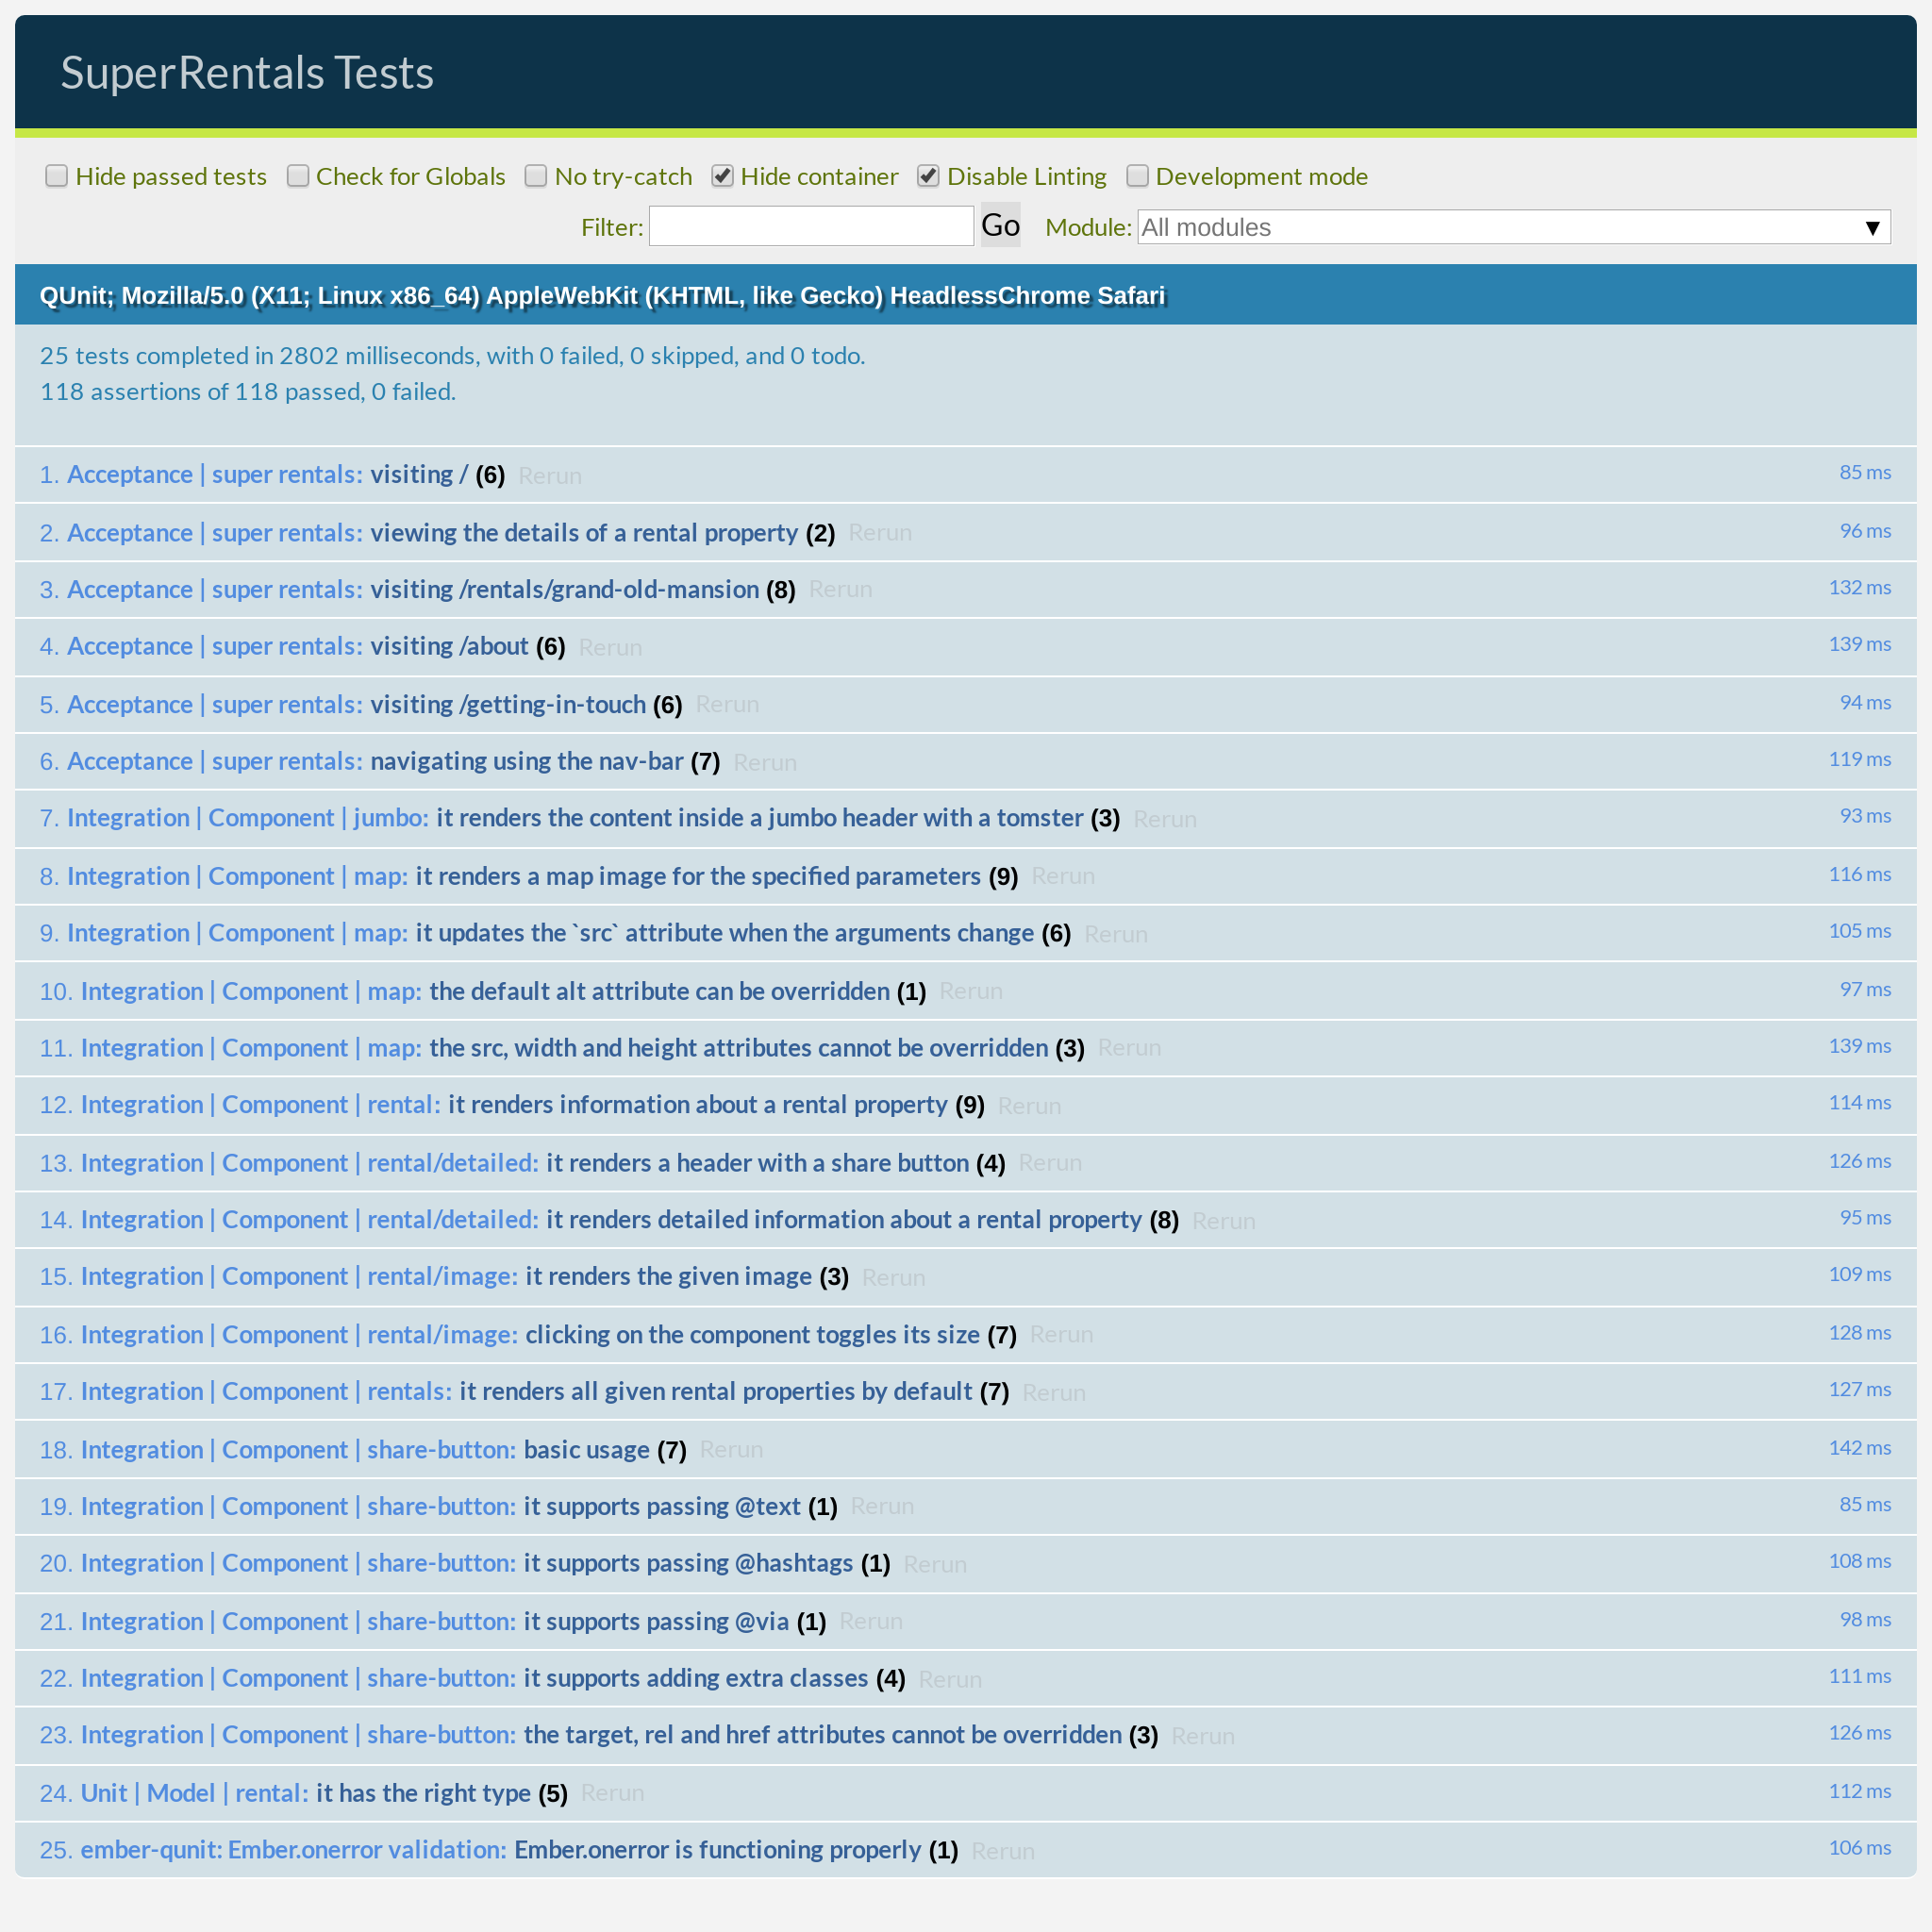 SuperRentals Tests
Hide passed tests Check for Globals No try-catch Hide container Disable Linting Development mode
Filter: Go Module: All modules ▼
QUnit; Mozilla/5.0 (X11; Linux x86_64) AppleWebKit (KHTML, like Gecko) HeadlessChrome Safari
25 tests completed in 2802 milliseconds, with 0 failed, 0 skipped, and 0 todo.
118 assertions of 118 passed, 0 failed.
1. Acceptance | super rentals: visiting / (6) Rerun 85 ms
2. Acceptance | super rentals: viewing the details of a rental property (2) Rerun 96 ms
3. Acceptance | super rentals: visiting /rentals/grand-old-mansion (8) Rerun 132 ms
4. Acceptance | super rentals: visiting /about (6) Rerun 139 ms
5. Acceptance | super rentals: visiting /getting-in-touch (6) Rerun 94 ms
6. Acceptance | super rentals: navigating using the nav-bar (7) Rerun 119 ms
7. Integration | Component | jumbo: it renders the content inside a jumbo header with a tomster (3) Rerun 93 ms
8. Integration | Component | map: it renders a map image for the specified parameters (9) Rerun 116 ms
9. Integration | Component | map: it updates the `src` attribute when the arguments change (6) Rerun 105 ms
10. Integration | Component | map: the default alt attribute can be overridden (1) Rerun 97 ms
11. Integration | Component | map: the src, width and height attributes cannot be overridden (3) Rerun 139 ms
12. Integration | Component | rental: it renders information about a rental property (9) Rerun 114 ms
13. Integration | Component | rental/detailed: it renders a header with a share button (4) Rerun 126 ms
14. Integration | Component | rental/detailed: it renders detailed information about a rental property (8) Rerun 95 ms
15. Integration | Component | rental/image: it renders the given image (3) Rerun 109 ms
16. Integration | Component | rental/image: clicking on the component toggles its size (7) Rerun 128 ms
17. Integration | Component | rentals: it renders all given rental properties by default (7) Rerun 127 ms
18. Integration | Component | share-button: basic usage (7) Rerun 142 ms
19. Integration | Component | share-button: it supports passing @text (1) Rerun 85 ms
20. Integration | Component | share-button: it supports passing @hashtags (1) Rerun 108 ms
21. Integration | Component | share-button: it supports passing @via (1) Rerun 98 ms
22. Integration | Component | share-button: it supports adding extra classes (4) Rerun 111 ms
23. Integration | Component | share-button: the target, rel and href attributes cannot be overridden (3) Rerun 126 ms
24. Unit | Model | rental: it has the right type (5) Rerun 112 ms
25. ember-qunit: Ember.onerror validation: Ember.onerror is functioning properly (1) Rerun 106 ms